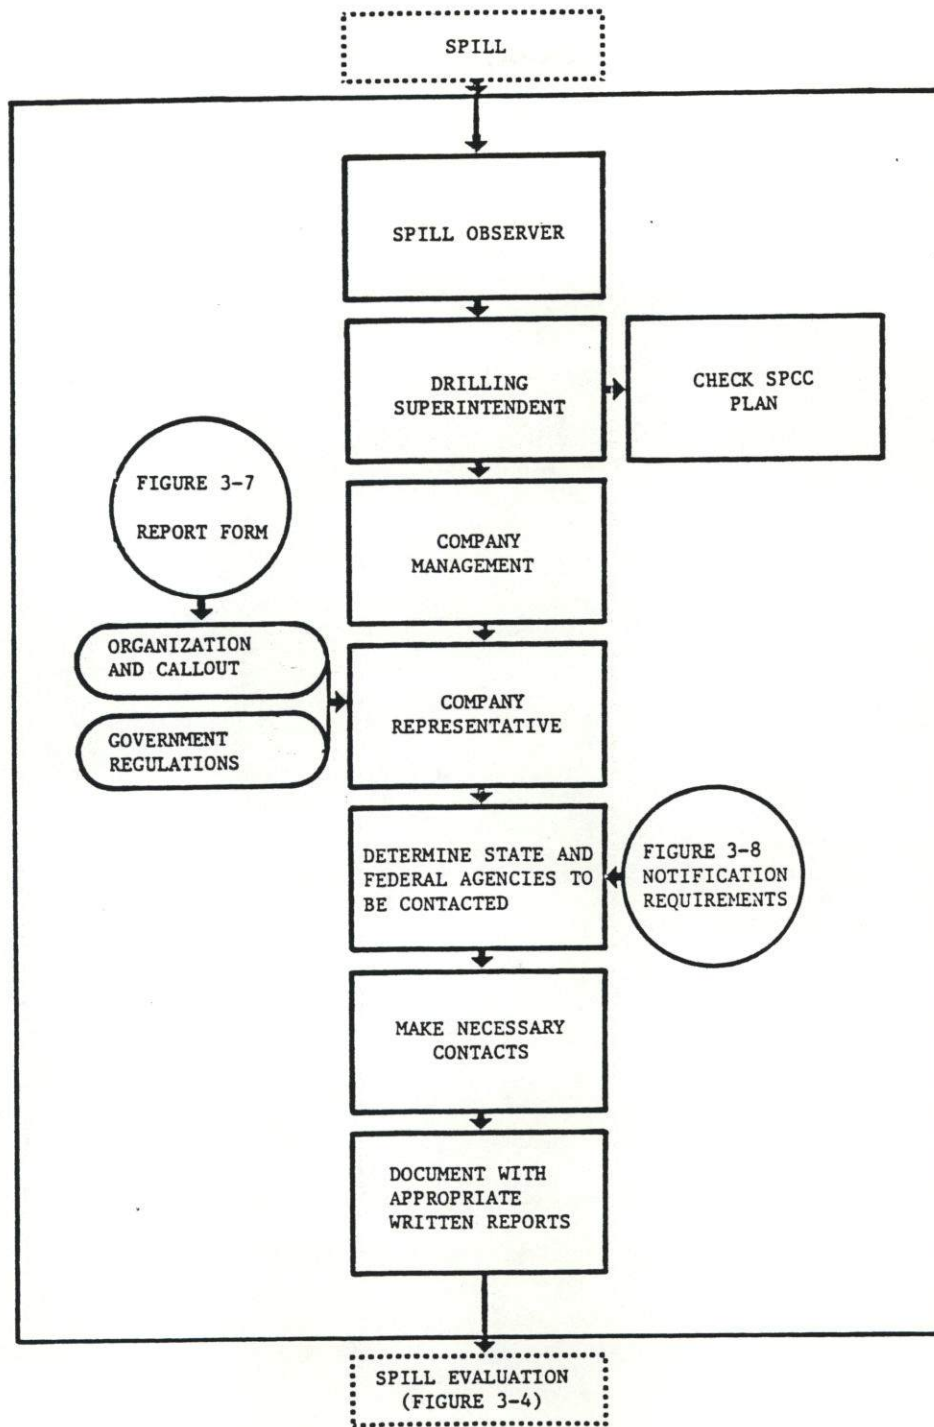 SPILL
SPILL OBSERVER
DRILLING
SUPERINTENDENT
CHECK SPCC
PLAN
FIGURE 3-7
REPORT FORM
COMPANY
MANAGEMENT
ORGANIZATION
AND CALLOUT
GOVERNMENT
REGULATIONS
COMPANY
REPRESENTATIVE
DETERMINE STATE AND
FEDERAL AGENCIES TO
BE CONTACTED
FIGURE 3-8
NOTIFICATION
REQUIREMENTS
MAKE NECESSARY
CONTACTS
DOCUMENT WITH
APPROPRIATE
WRITTEN REPORTS
SPILL EVALUATION
(FIGURE 3-4)